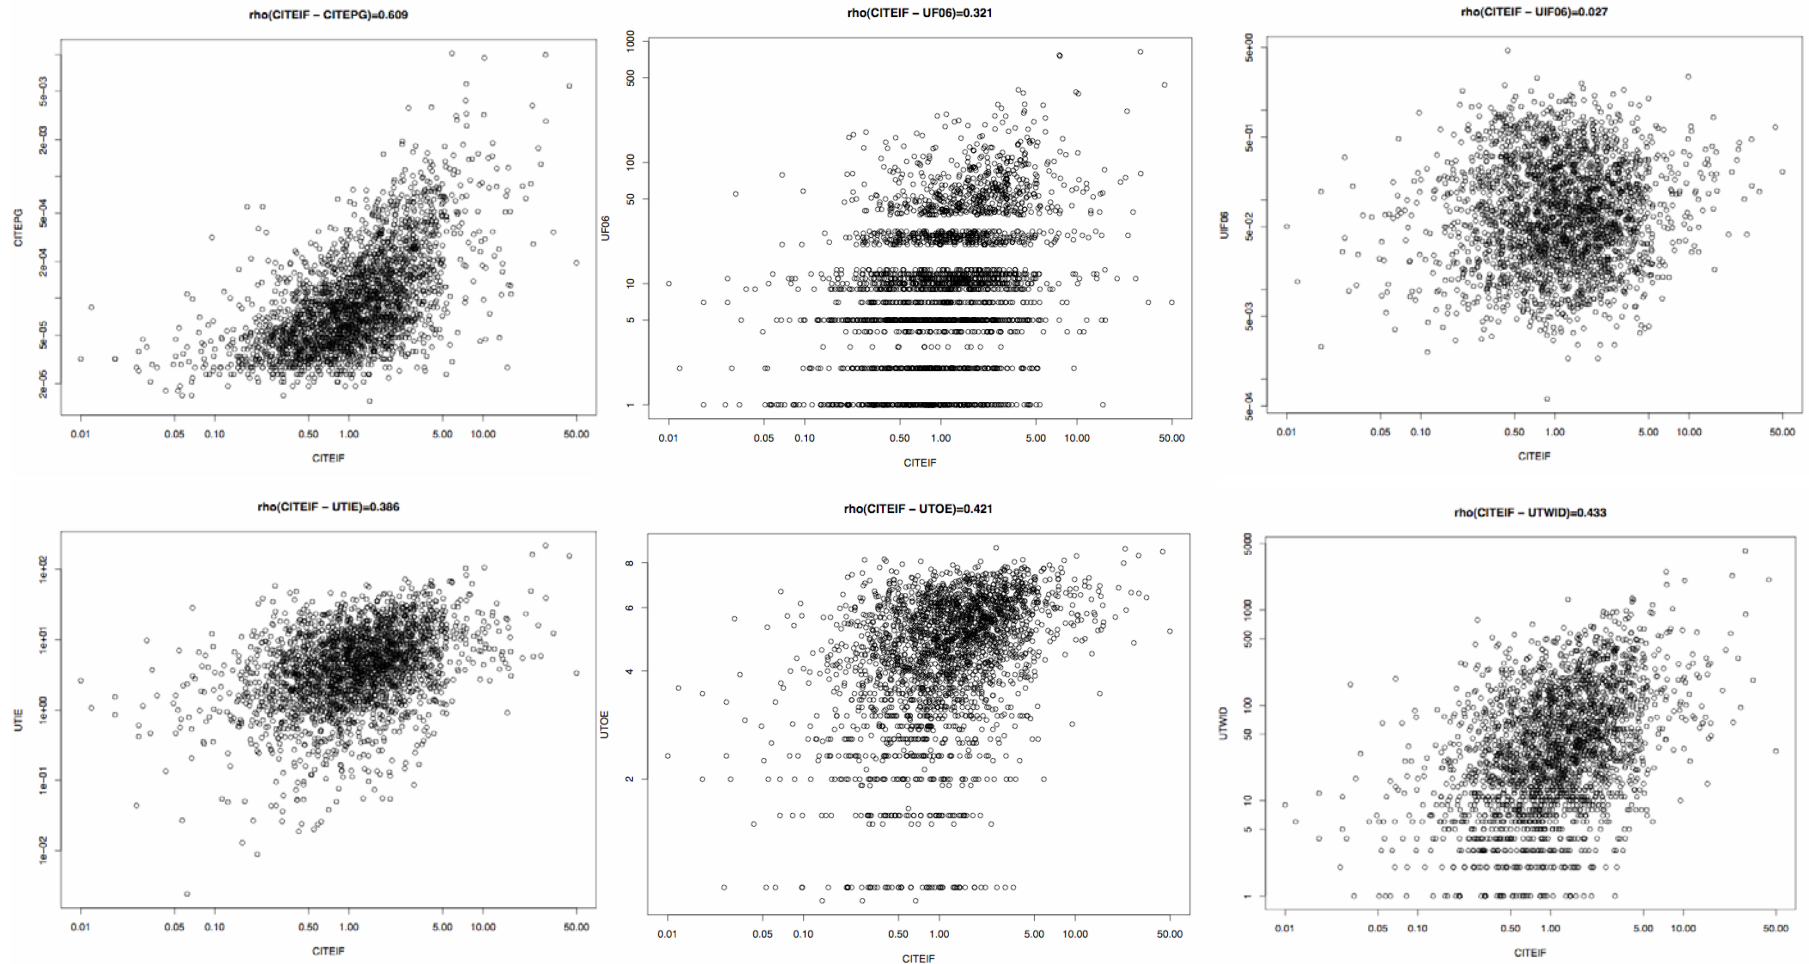 rho(CITEIF − CITEPG)=0.609
CITEPG
5e−03
2e−03
5e−04
2e−04
5e−05
2e−05
0.01 0.05 0.10 0.50 1.00 5.00 10.00 50.00
CITEIF
rho(CITEIF − UF06)=0.321
UF06
1000
500
100
50
10
5
1
0.01 0.05 0.10 0.50 1.00 5.00 10.00 50.00
CITEIF
rho(CITEIF − UIF06)=0.027
UIF06
5e+00
5e−01
5e−02
5e−03
5e−04
0.01 0.05 0.10 0.50 1.00 5.00 10.00 50.00
CITEIF
rho(CITEIF − UTIE)=0.386
UTIE
1e+02
1e+01
1e+00
1e−01
1e−02
0.01 0.05 0.10 0.50 1.00 5.00 10.00 50.00
CITEIF
rho(CITEIF − UTOE)=0.421
UTOE
8
6
4
2
0.01 0.05 0.10 0.50 1.00 5.00 10.00 50.00
CITEIF
rho(CITEIF − UTWID)=0.433
UTWID
5000
1000
500
100
50
10
5
1
0.01 0.05 0.10 0.50 1.00 5.00 10.00 50.00
CITEIF